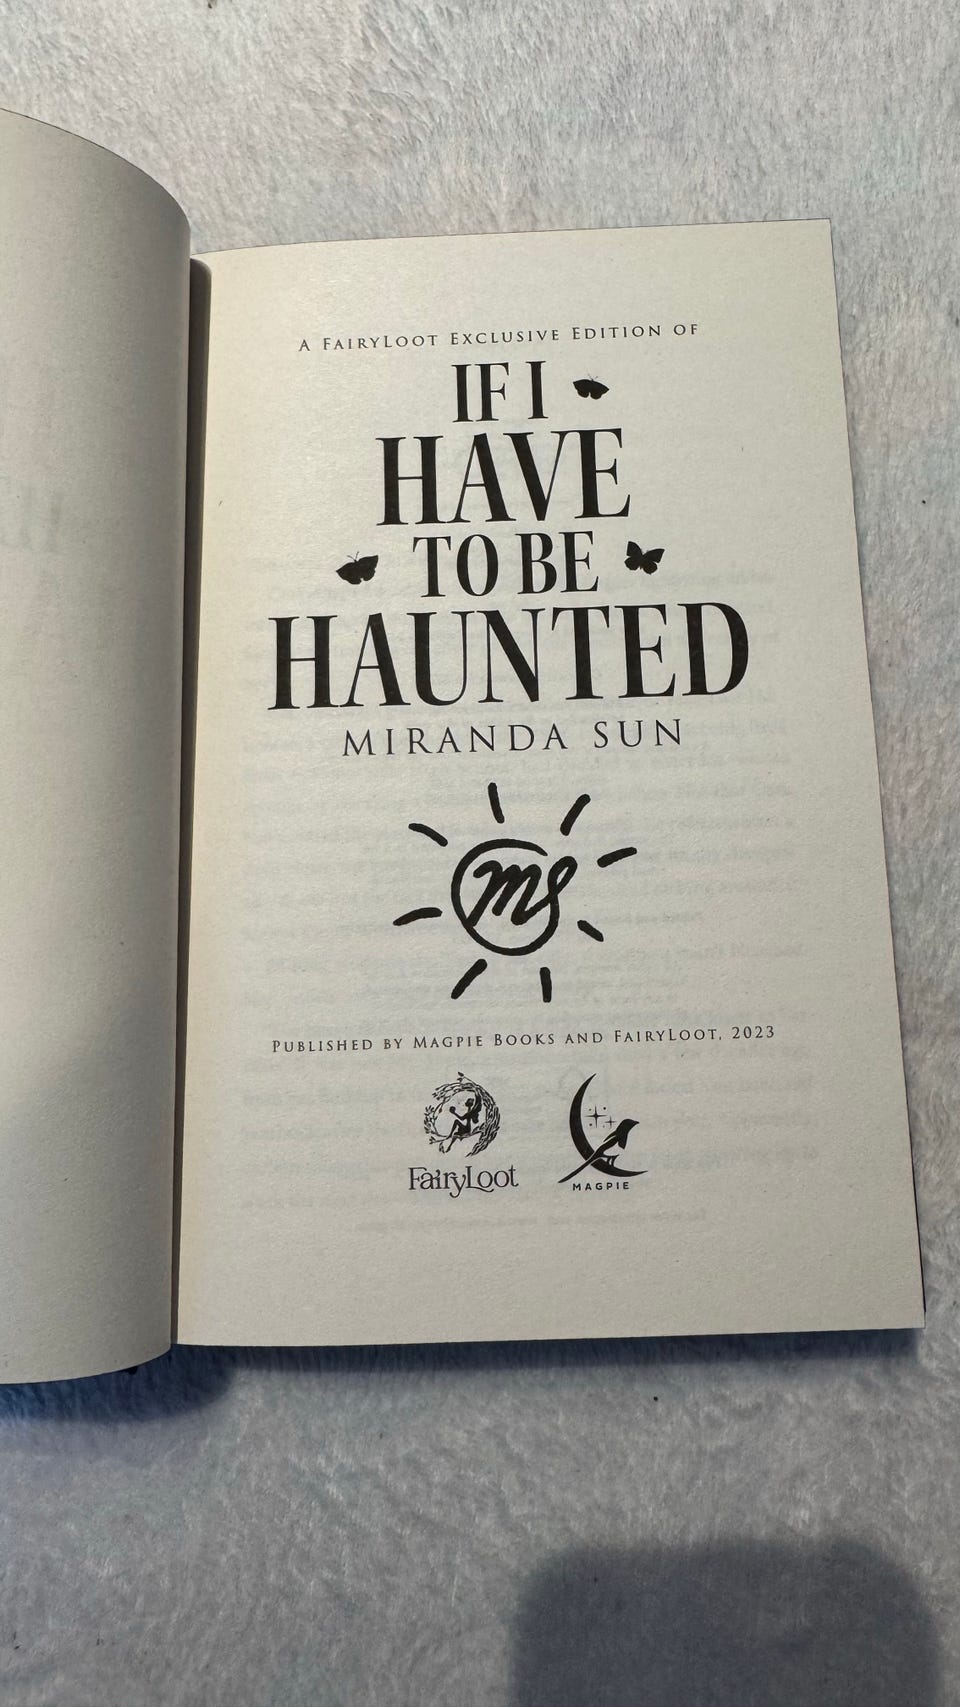 A FAIRYLOOT EXCLUSIVE EDITION OF
IF I
HAVE
TO BE
HAUNTED
MIRANDA SUN
ms
PUBLISHED BY MAGPIE BOOKS AND FAIRYLOOT, 2023
FairyLoot
MAGPIE